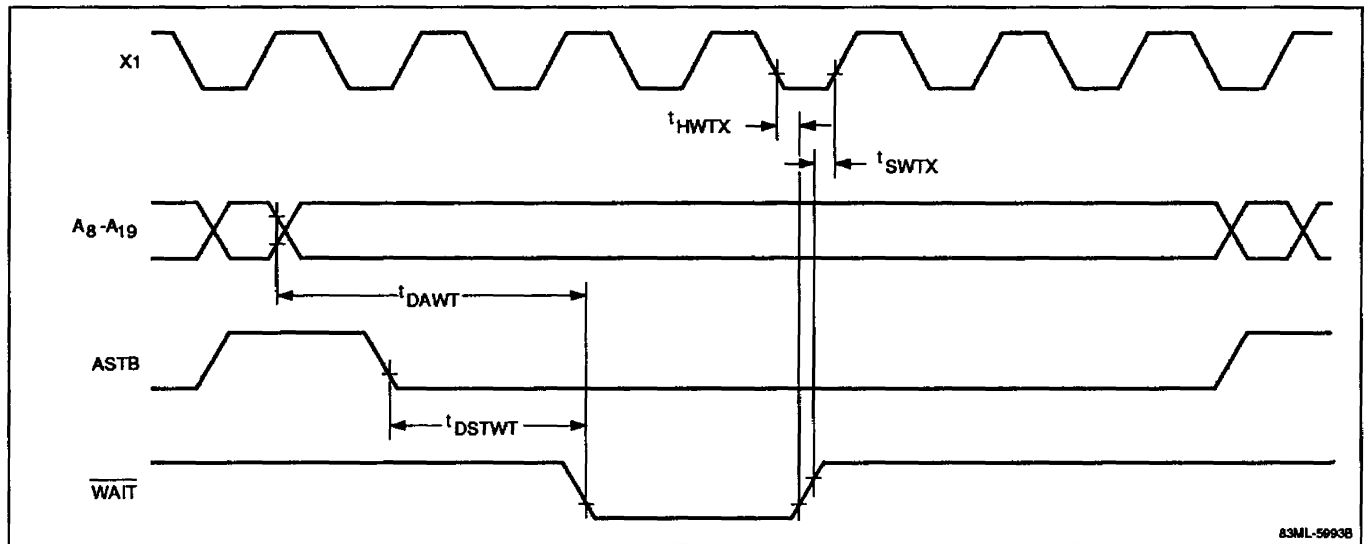 X1
tHWTX
tSWTX
A8-A19
tDAWT
ASTB
tDSTWT
WAIT
83ML-5993B